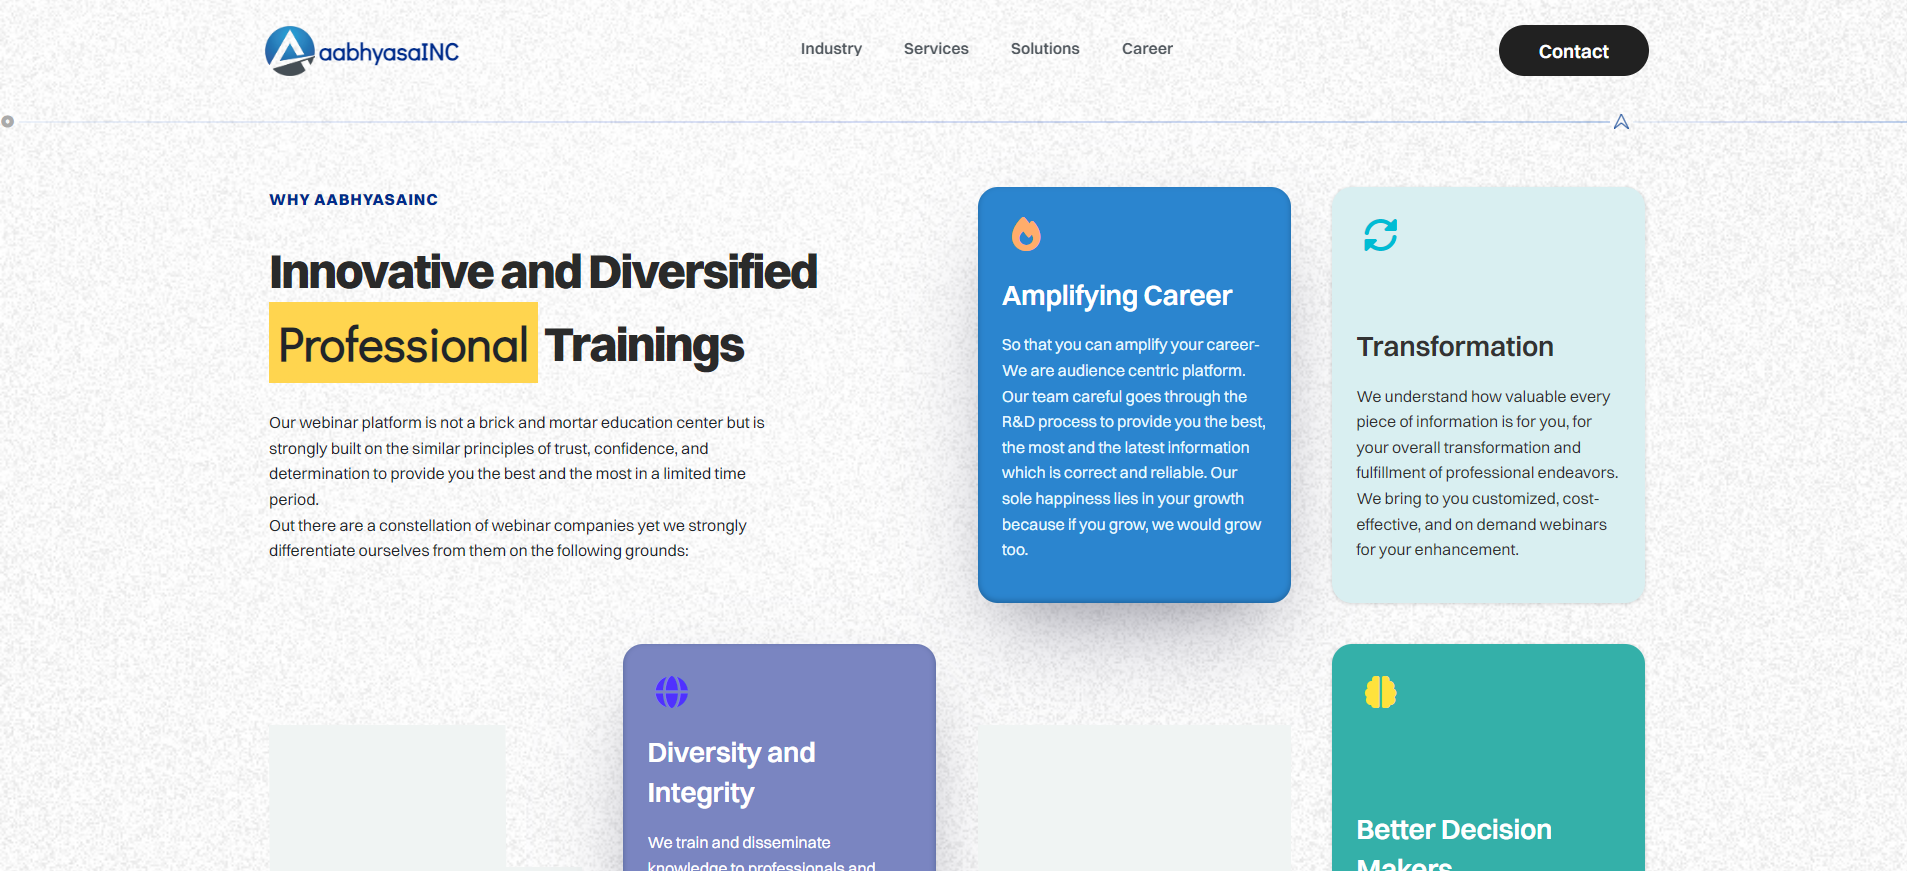 aabhyasaINC
Industry
Services
Solutions
Career
Contact
WHY AABHYASAINC
Innovative and Diversified
Professional Trainings
Our webinar platform is not a brick and mortar education center but is
strongly built on the similar principles of trust, confidence, and
determination to provide you the best and the most in a limited time
period.
Out there are a constellation of webinar companies yet we strongly
differentiate ourselves from them on the following grounds:
Amplifying Career
So that you can amplify your career-
We are audience centric platform.
Our team careful goes through the
R&D process to provide you the best,
the most and the latest information
which is correct and reliable. Our
sole happiness lies in your growth
because if you grow, we would grow
too.
Transformation
We understand how valuable every
piece of information is for you, for
your overall transformation and
fulfillment of professional endeavors.
We bring to you customized, cost-
effective, and on demand webinars
for your enhancement.
Diversity and
Integrity
We train and disseminate
knowledge to professionals and
Better Decision
Makers